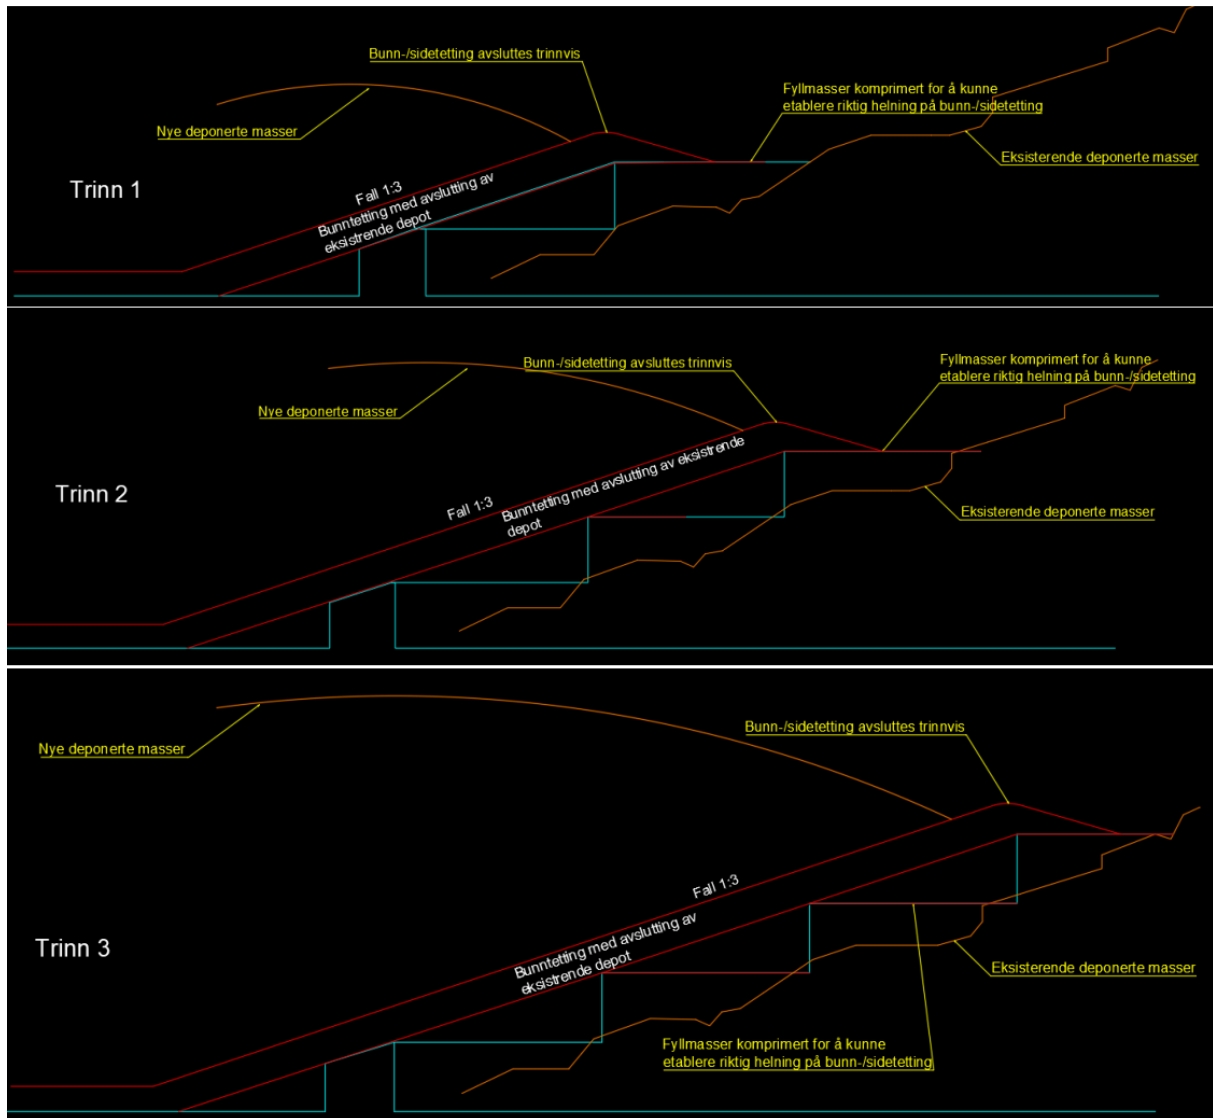 Bunn-/sidetetting avsluttes trinnvis
Fyllmasser komprimert for å kunne
etablere riktig helning på bunn-/sidetetting
Nye deponerte masser
Eksisterende deponerte masser
Trinn 1
Fall 1:3
Bunntetting med avslutting av
eksistrende depot
Bunn-/sidetetting avsluttes trinnvis
Fyllmasser komprimert for å kunne
etablere riktig helning på bunn-/sidetetting
Nye deponerte masser
Trinn 2
Fall 1:3
Bunntetting med avslutting av eksistrende
depot
Eksisterende deponerte masser
Bunn-/sidetetting avsluttes trinnvis
Nye deponerte masser
Fall 1:3
Trinn 3
Bunntetting med avslutting av
eksistrende depot
Eksisterende deponerte masser
Fyllmasser komprimert for å kunne
etablere riktig helning på bunn-/sidetetting